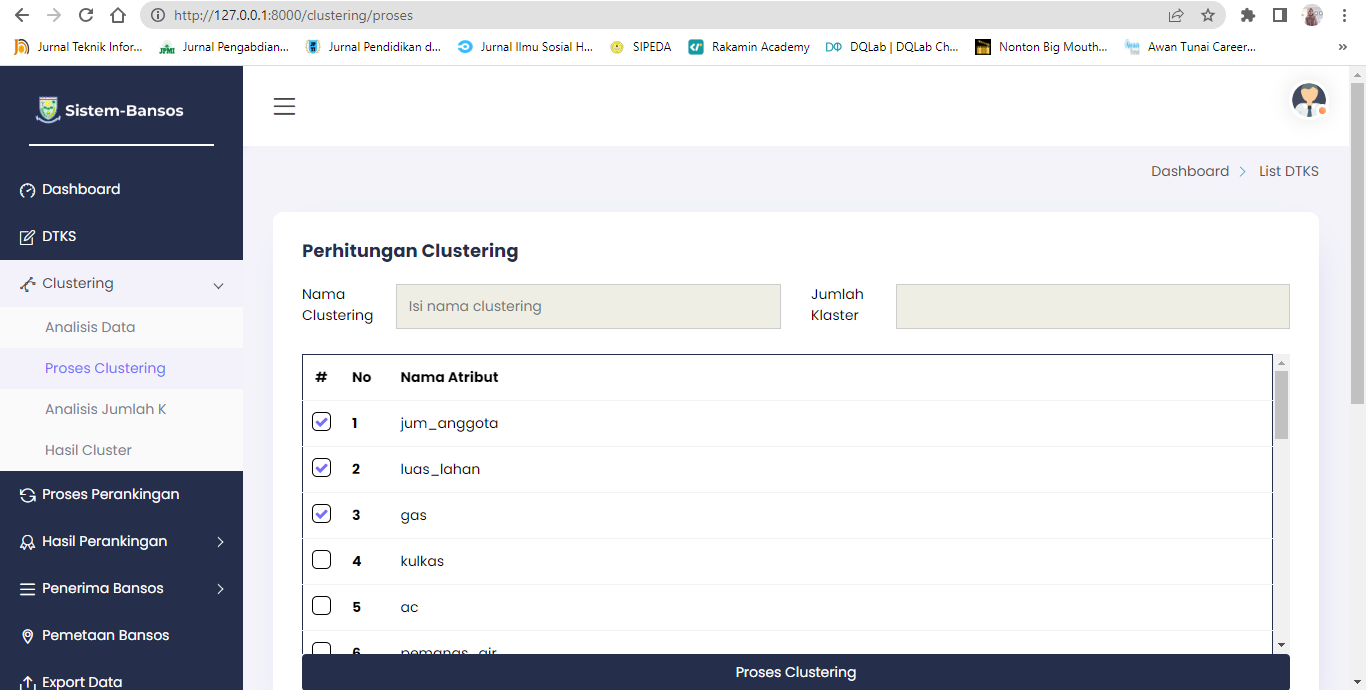 http://127.0.0.1:8000/clustering/proses
Jurnal Teknik Infor... Jurnal Pengabdian... Jurnal Pendidikan d... Jurnal Ilmu Sosial H... SIPEDA Rakamin Academy DQLab | DQLab Ch... Nonton Big Mouth... Awan Tunai Career... »
Sistem-Bansos
Dashboard
DTKS
Clustering
Analisis Data
Proses Clustering
Analisis Jumlah K
Hasil Cluster
Proses Perankingan
Hasil Perankingan
Penerima Bansos
Pemetaan Bansos
Export Data
Dashboard > List DTKS
Perhitungan Clustering
Nama Clustering
Isi nama clustering
Jumlah Klaster
# No Nama Atribut
1 jum_anggota
2 luas_lahan
3 gas
4 kulkas
5 ac
6 pemanas_air
Proses Clustering